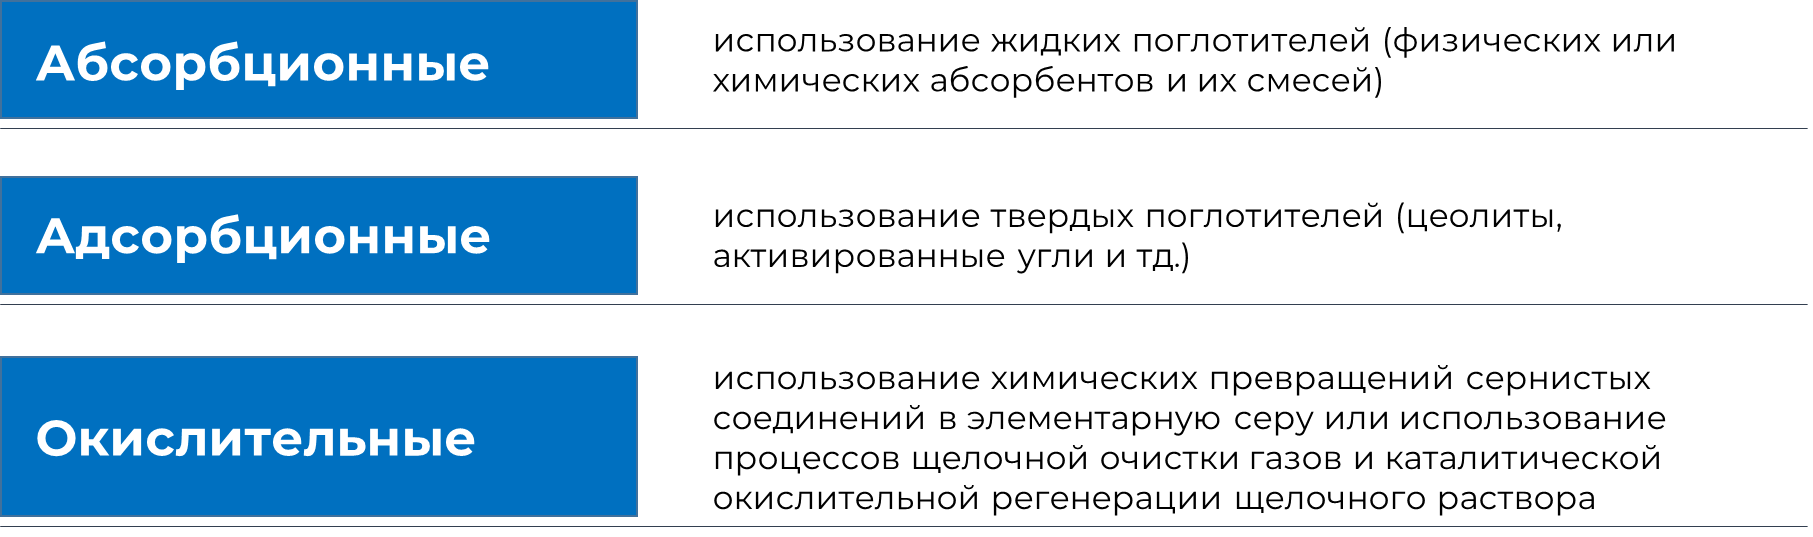 Абсорбционные
использование жидких поглотителей (физических или
химических абсорбентов и их смесей)
Адсорбционные
использование твердых поглотителей (цеолиты,
активированные угли и тд.)
Окислительные
использование химических превращений сернистых
соединений в элементарную серу или использование
процессов щелочной очистки газов и каталитической
окислительной регенерации щелочного раствора